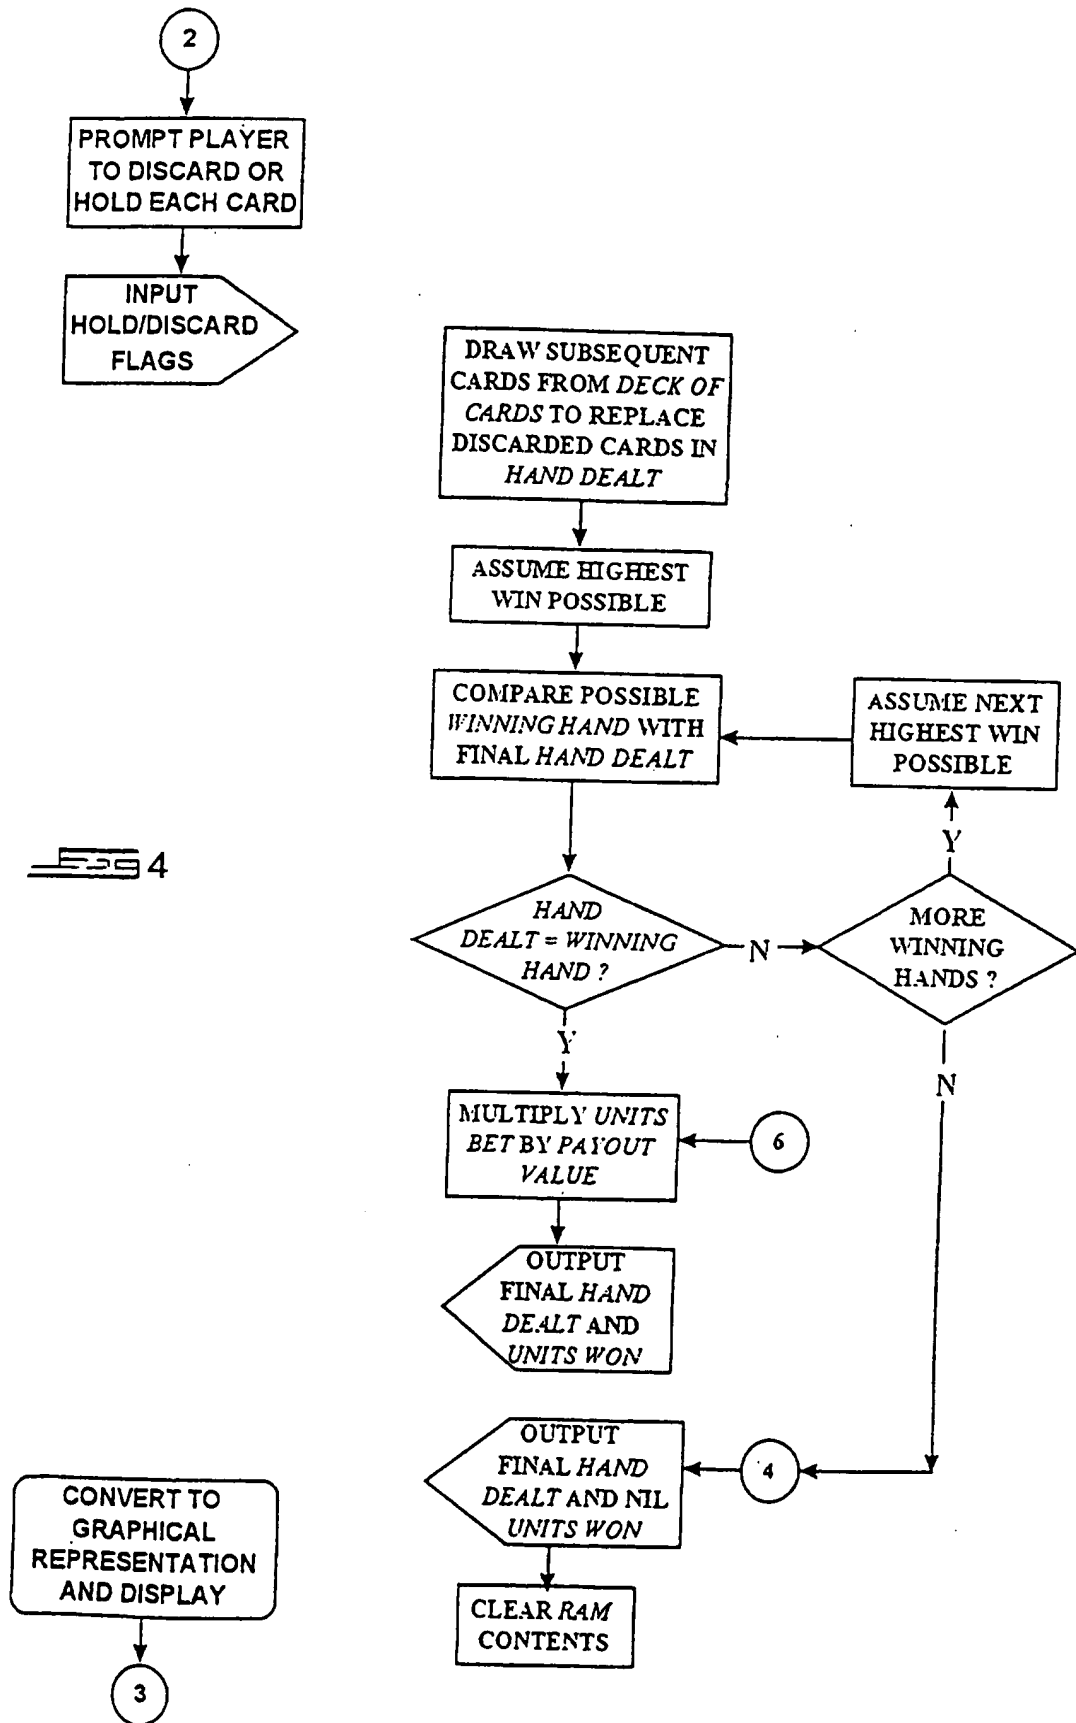 2
PROMPT PLAYER
TO DISCARD OR
HOLD EACH CARD
INPUT
HOLD/DISCARD
FLAGS
DRAW SUBSEQUENT
CARDS FROM DECK OF
CARDS TO REPLACE
DISCARDED CARDS IN
HAND DEALT
ASSUME HIGHEST
WIN POSSIBLE
COMPARE POSSIBLE
WINNING HAND WITH
FINAL HAND DEALT
ASSUME NEXT
HIGHEST WIN
POSSIBLE
Y
4
HAND
DEALT = WINNING
HAND ?
N
MORE
WINNING
HANDS ?
Y
N
MULTIPLY UNITS
BET BY PAYOUT
VALUE
6
OUTPUT
FINAL HAND
DEALT AND
UNITS WON
OUTPUT
FINAL HAND
DEALT AND NIL
UNITS WON
4
CONVERT TO
GRAPHICAL
REPRESENTATION
AND DISPLAY
CLEAR RAM
CONTENTS
3